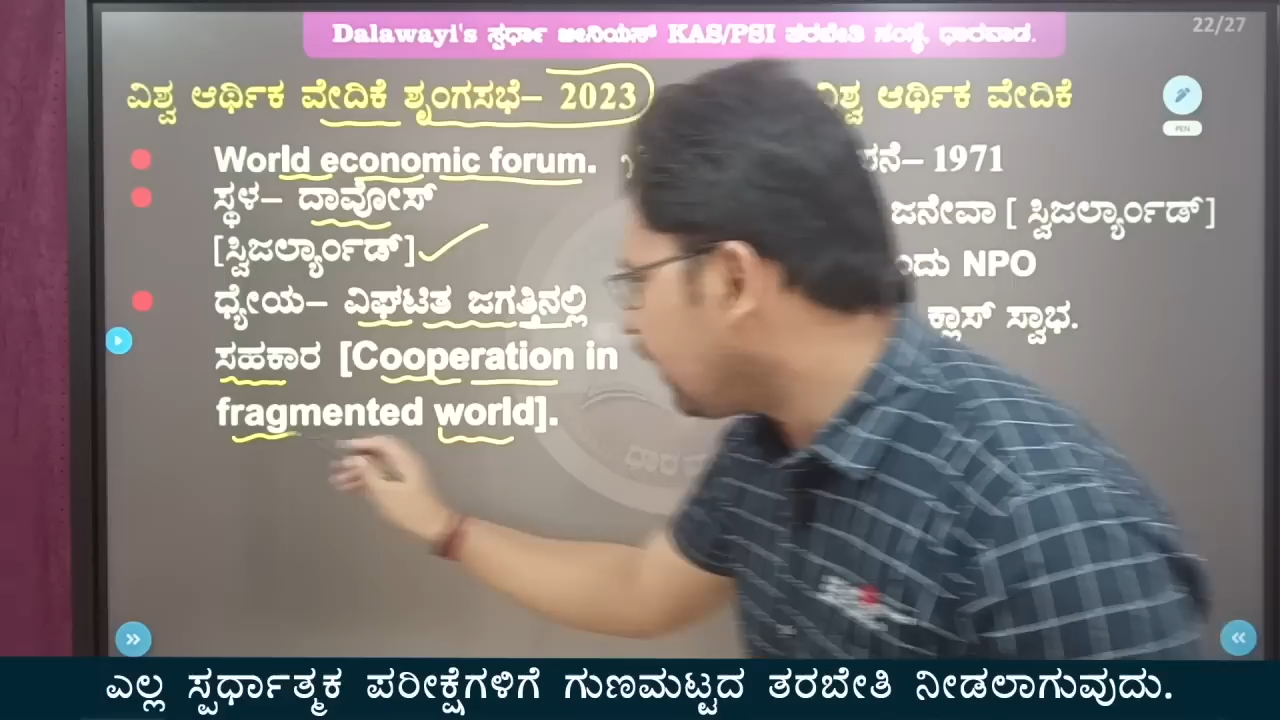 Dalawayi's ಸ್ಪರ್ಧಾ ಜೀನಿಯಸ್ KAS/PSI ತರಬೇತಿ ಸಂಸ್ಥೆ, ಧಾರವಾಡ.
22/27
ವಿಶ್ವ ಆರ್ಥಿಕ ವೇದಿಕೆ ಶೃಂಗಸಭೆ– 2023
World economic forum.
ಸ್ಥಳ– ದಾವೋಸ್
[ಸ್ವಿಜಲ್ಯಾಂರ್ಡ್]
ಧ್ಯೇಯ– ವಿಘಟಿತ ಜಗತ್ತಿನಲ್ಲಿ
ಸಹಕಾರ [Cooperation in
fragmented world].
ಆರ್ಥಿಕ ವೇದಿಕೆ
PEN
1971
ಜನೇವಾ [ ಸ್ವಿಜಲ್ಯಾಂರ್ಡ್]
NPO
ಕ್ಲಾಸ್ ಸ್ವಾಭ.
ಎಲ್ಲ ಸ್ಪರ್ಧಾತ್ಮಕ ಪರೀಕ್ಷೆಗಳಿಗೆ ಗುಣಮಟ್ಟದ ತರಬೇತಿ ನೀಡಲಾಗುವುದು.